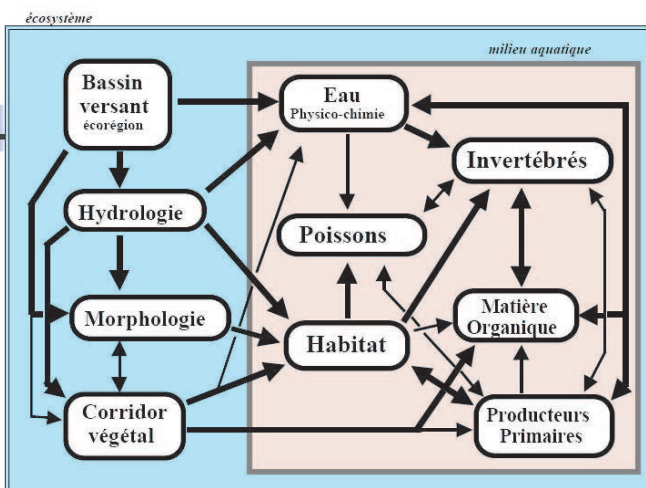 écosystème
milieu aquatique
Bassin
versant
écorégion
Eau
Physico-chimie
Invertébrés
Hydrologie
Poissons
Morphologie
Habitat
Matière
Organique
Corridor
végétal
Producteurs
Primaires